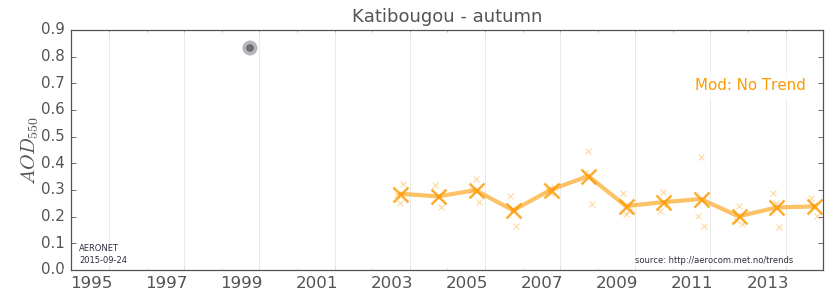 Katibougou - autumn
0.9
0.8
0.7
0.6
0.5
0.4
0.3
0.2
0.1
0.0
AOD550
Mod: No Trend
AERONET
2015-09-24
source: http://aerocom.met.no/trends
1995 1997 1999 2001 2003 2005 2007 2009 2011 2013